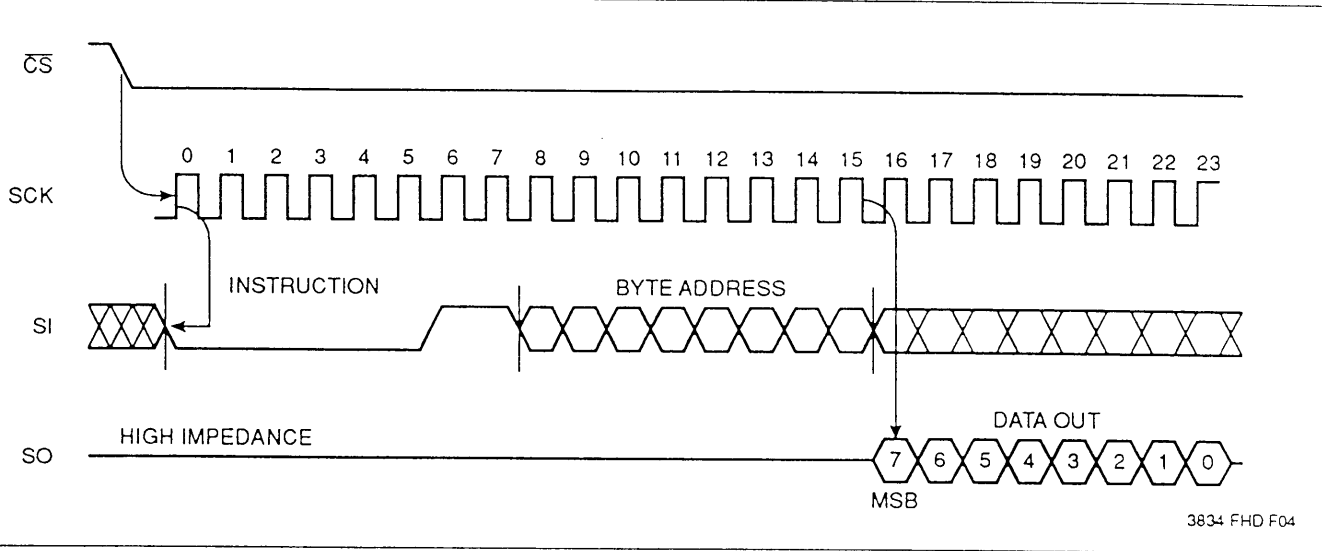 CS
0 1 2 3 4 5 6 7 8 9 10 11 12 13 14 15 16 17 18 19 20 21 22 23
SCK
INSTRUCTION
BYTE ADDRESS
SI
HIGH IMPEDANCE
DATA OUT
SO
7 6 5 4 3 2 1 0
MSB
3834 FHD F04